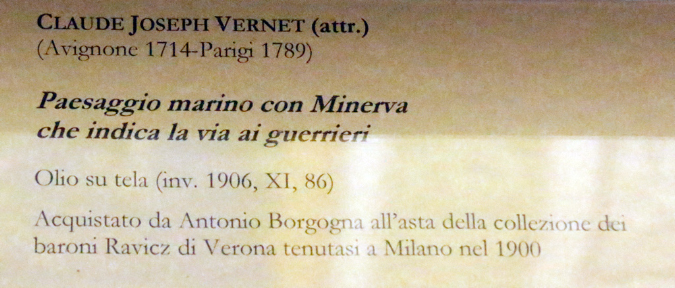 CLAUDE JOSEPH VERNET (attr.)
(Avignone 1714-Parigi 1789)
Paesaggio marino con Minerva
che indica la via ai guerrieri
Olio su tela (inv. 1906, XI, 86)
Acquistato da Antonio Borgogna all'asta della collezione dei
baroni Ravicz di Verona tenutasi a Milano nel 1900